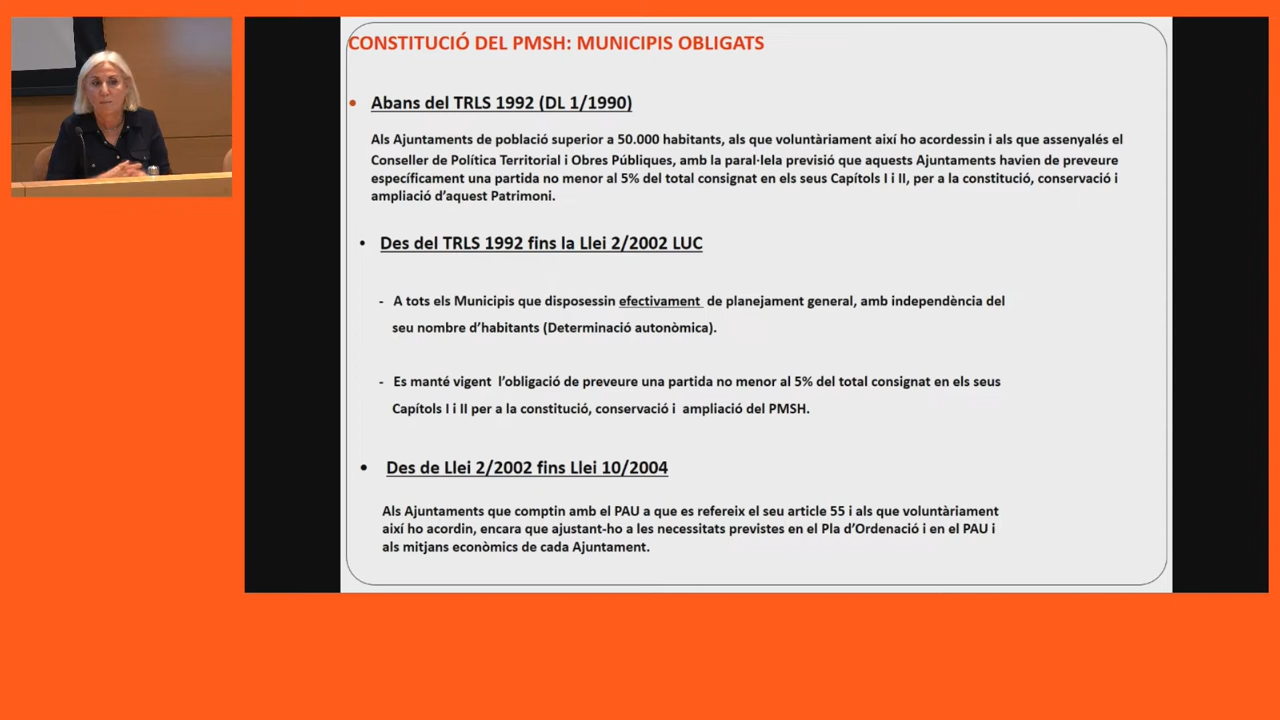 CONSTITUCIÓ DEL PMSH: MUNICIPIS OBLIGATS
• Abans del TRLS 1992 (DL 1/1990)
Als Ajuntaments de població superior a 50.000 habitants, als que voluntàriament així ho acordessin i als que assenyalés el
Conseller de Política Territorial i Obres Públiques, amb la paral·lela previsió que aquests Ajuntaments havien de preveure
específicament una partida no menor al 5% del total consignat en els seus Capítols I i II, per a la constitució, conservació i
ampliació d’aquest Patrimoni.
• Des del TRLS 1992 fins la Llei 2/2002 LUC
- A tots els Municipis que disposessin efectivament de planejament general, amb independència del
seu nombre d’habitants (Determinació autonòmica).
- Es manté vigent l’obligació de preveure una partida no menor al 5% del total consignat en els seus
Capítols I i II per a la constitució, conservació i ampliació del PMSH.
• Des de Llei 2/2002 fins Llei 10/2004
Als Ajuntaments que comptin amb el PAU a que es refereix el seu article 55 i als que voluntàriament
així ho acordin, encara que ajustant-ho a les necessitats previstes en el Pla d’Ordenació i en el PAU i
als mitjans econòmics de cada Ajuntament.